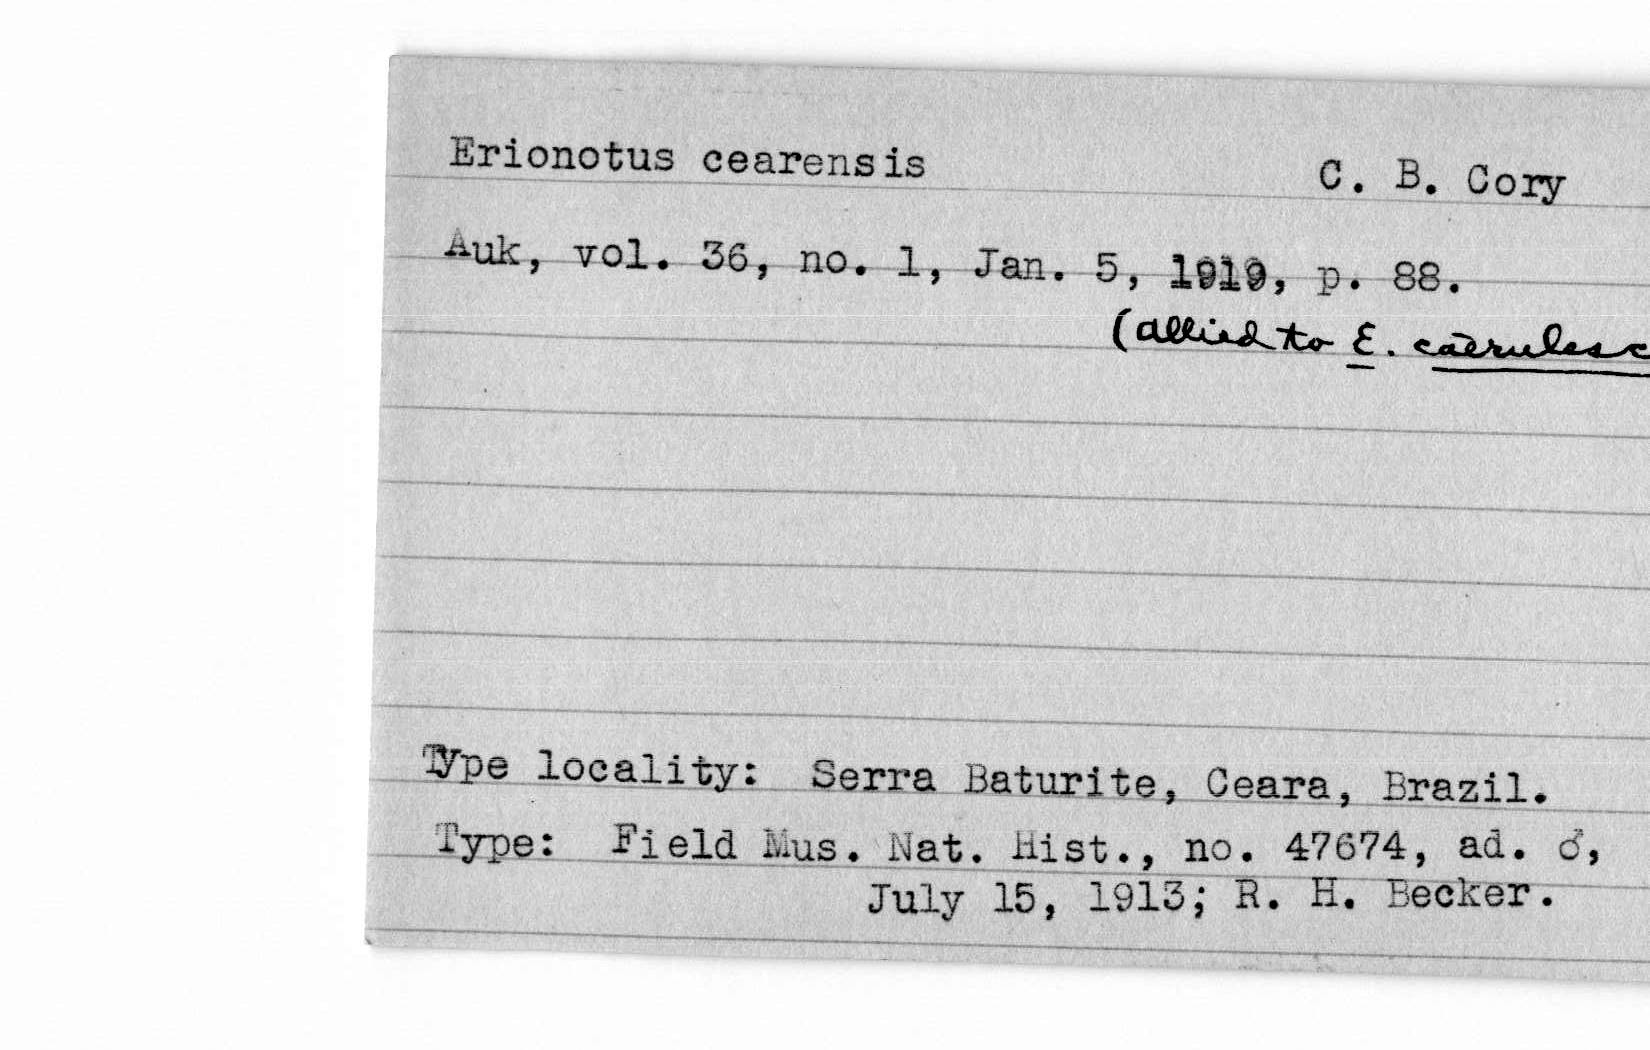 Erionotus cearensis C. B. Cory
Auk, vol. 36, no. 1, Jan. 5, 1919, p. 88.
(allied to E.
Type locality: Serra Baturite, Ceara, Brazil.
Type: Field Mus. Nat. Hist., no. 47674, ad. ♂,
July 15, 1913; R. H. Becker.